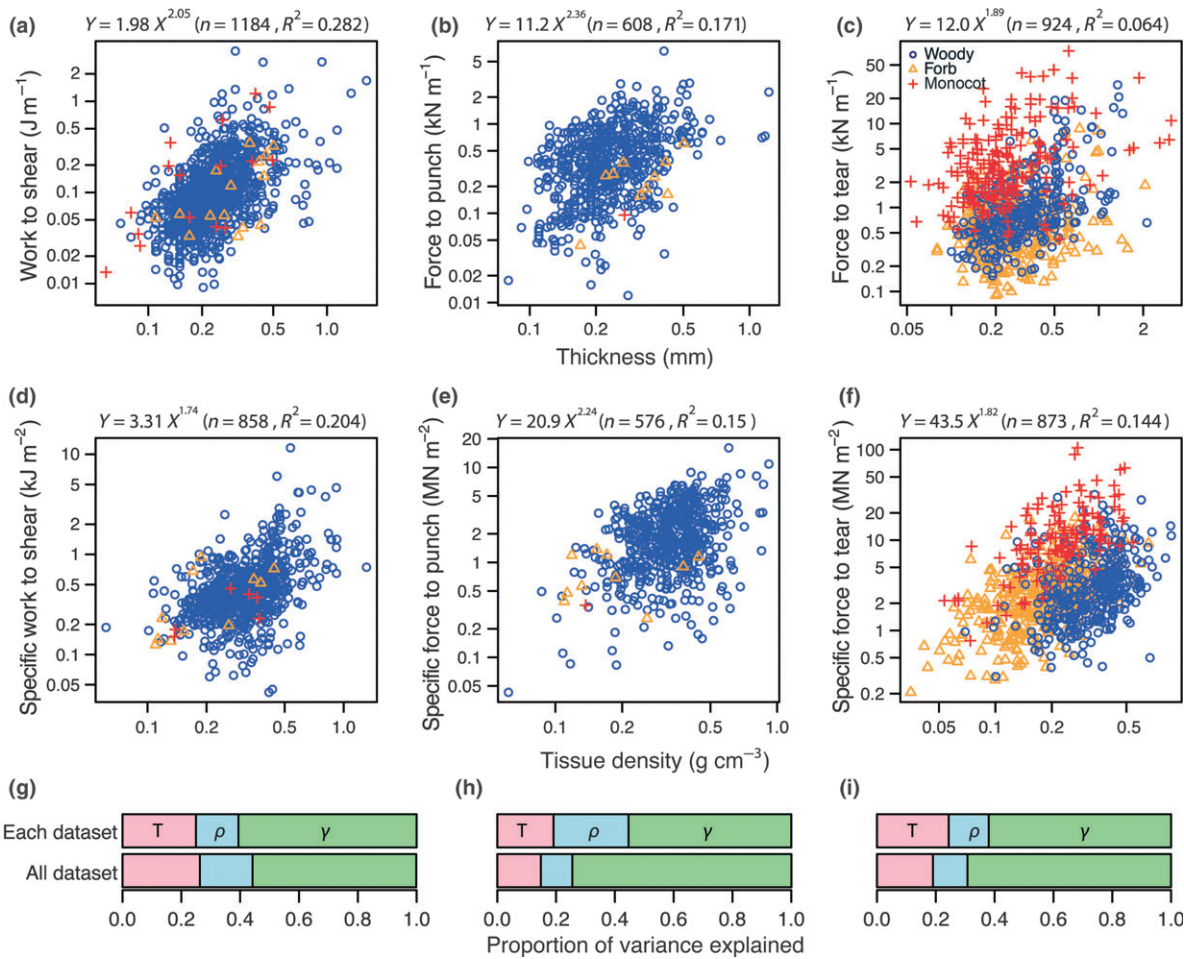 (a)
Y = 1.98 X^2.05 (n = 1184 , R^2 = 0.282)
Work to shear (J m⁻¹)
2
1
0.5
0.2
0.1
0.05
0.01
0.1 0.2 0.5 1.0
(b)
Y = 11.2 X^2.36 (n = 608 , R^2 = 0.171)
Force to punch (kN m⁻¹)
5
2
1
0.5
0.2
0.1
0.05
0.02
0.01
0.1 0.2 0.5 1.0
Thickness (mm)
(c)
Y = 12.0 X^1.89 (n = 924 , R^2 = 0.064)
Woody
Forb
Monocot
Force to tear (kN m⁻¹)
50
20
10
5
2
1
0.5
0.2
0.1
0.05 0.2 0.5 2
(d)
Y = 3.31 X^1.74 (n = 858 , R^2 = 0.204)
Specific work to shear (kJ m⁻²)
10
5
2
1
0.5
0.2
0.1
0.05
0.1 0.2 0.5 1.0
(e)
Y = 20.9 X^2.24 (n = 576 , R^2 = 0.15)
Specific force to punch (MN m⁻²)
20
10
5
2
1
0.5
0.2
0.1
0.05
0.1 0.2 0.5 1.0
Tissue density (g cm⁻³)
(f)
Y = 43.5 X^1.82 (n = 873 , R^2 = 0.144)
Specific force to tear (MN m⁻²)
100
50
20
10
5
2
1
0.5
0.2
0.05 0.1 0.2 0.5
(g)
Each dataset T ρ γ
All dataset
0.0 0.2 0.4 0.6 0.8 1.0
(h)
T ρ γ
0.0 0.2 0.4 0.6 0.8 1.0
Proportion of variance explained
(i)
T ρ γ
0.0 0.2 0.4 0.6 0.8 1.0